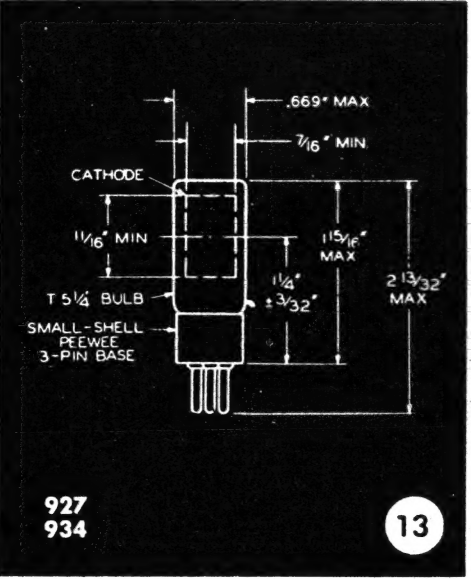 .669" MAX
7/16" MIN.
CATHODE
11/16" MIN
1 15/16"
MAX
1 1/4"
± 3/32"
2 13/32"
MAX
T 5 1/4 BULB
SMALL-SHELL
PEEWEE
3-PIN BASE
927
934
13